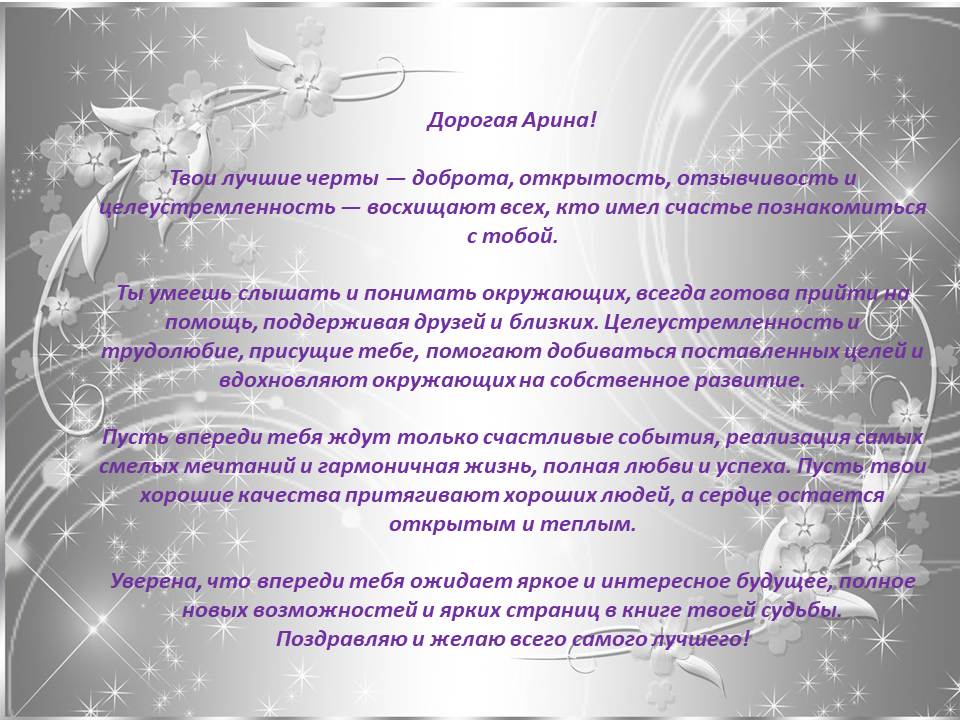 Дорогая Арина!
Твои лучшие черты — доброта, открытость, отзывчивость и
целеустремленность — восхищают всех, кто имел счастье познакомиться
с тобой.
Ты умеешь слышать и понимать окружающих, всегда готова прийти на
помощь, поддерживая друзей и близких. Целеустремленность и
трудолюбие, присущие тебе, помогают добиваться поставленных целей и
вдохновляют окружающих на собственное развитие.
Пусть впереди тебя ждут только счастливые события, реализация самых
смелых мечтаний и гармоничная жизнь, полная любви и успеха. Пусть твои
хорошие качества притягивают хороших людей, а сердце остается
открытым и теплым.
Уверена, что впереди тебя ожидает яркое и интересное будущее, полное
новых возможностей и ярких страниц в книге твоей судьбы.
Поздравляю и желаю всего самого лучшего!